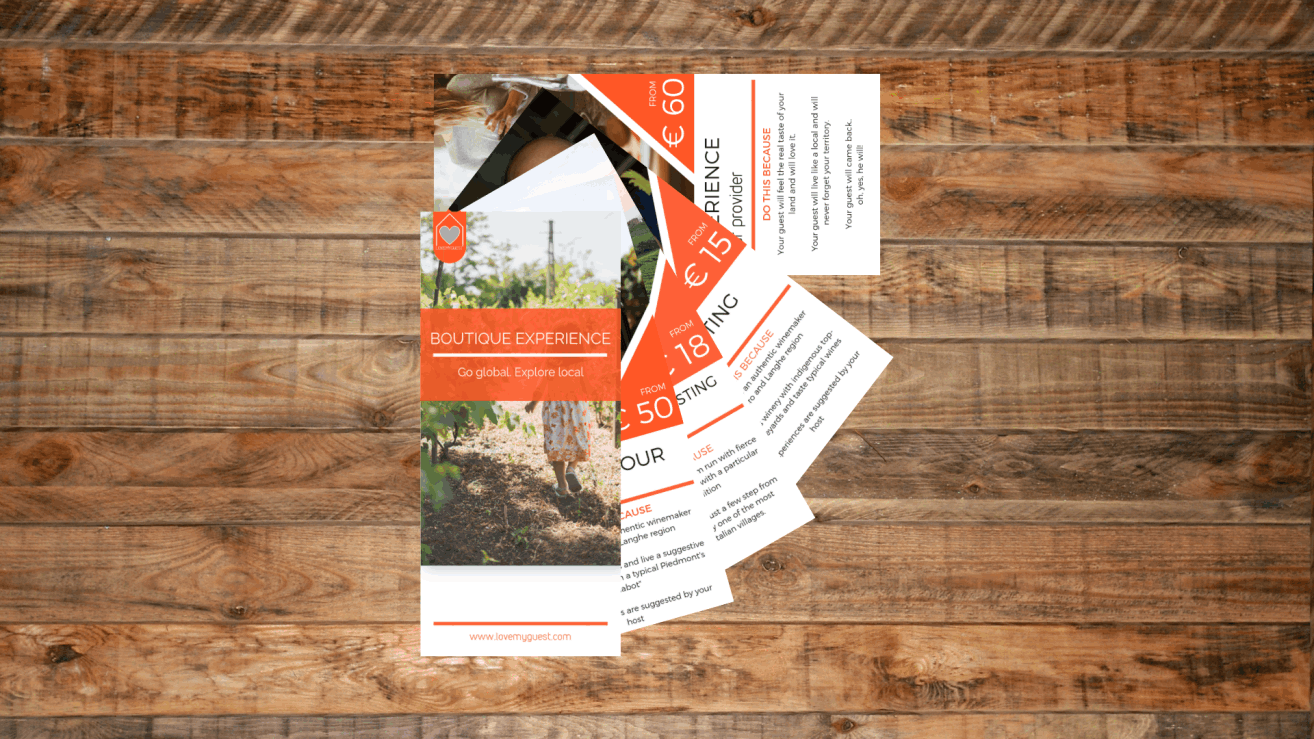 BOUTIQUE EXPERIENCE
Go global. Explore local
www.lovemyguest.com
FROM
€ 50
OUR
CAUSE
hentic winemaker
Langhe region
and live a suggestive
a typical Piedmont's
abot"
s are suggested by your
host
FROM
€ 18
STING
USE
run with fierce
with a particular
ition
ust a few step from
y one of the most
talian villages.
FROM
€ 15
TING
IS BECAUSE
an authentic winemaker
ro and Langhe region
winery with indigenous top-
eyards and taste typical wines
periences are suggested by your
host
FROM
€ 60
RIENCE
r provider
DO THIS BECAUSE
Your guest will feel the real taste of your
land and will love it.
Your guest will live like a local and will
never forget your territory.
Your guest will came back..
oh, yes, he will!